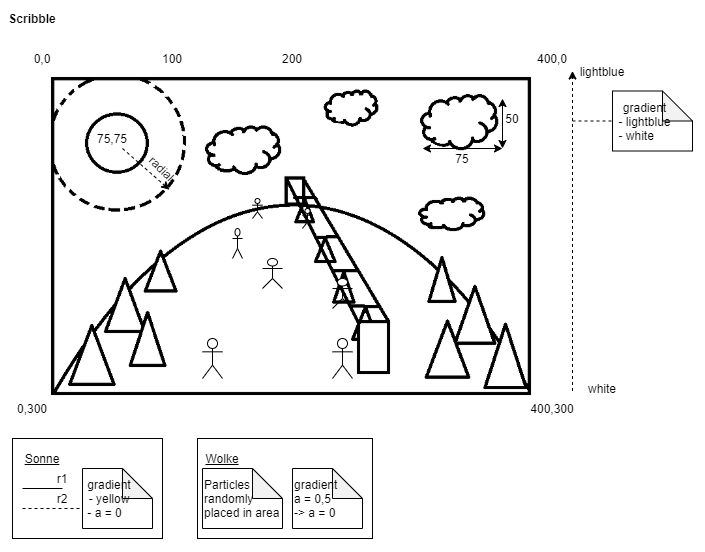 Scribble
0,0
100
200
400,0
lightblue
gradient
- lightblue
- white
50
75
75,75
radial
white
0,300
400,300
Sonne
r1
r2
gradient
- yellow
- a = 0
Wolke
Particles
randomly
placed in area
gradient
a = 0,5
-> a = 0